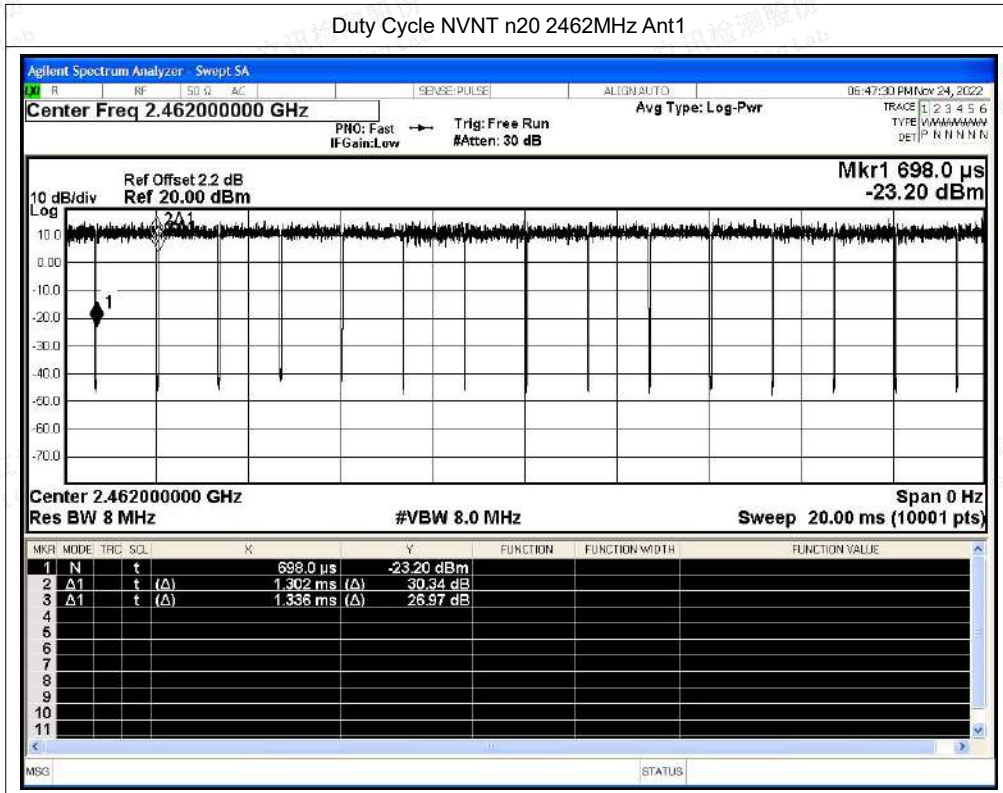 Duty Cycle NVNT n20 2462MHz Ant1
Agilent Spectrum Analyzer - Swept SA
LXI R RF 50 Ω AC SENSE:PULSE ALIGN AUTO 06:47:30 PM Nov 24, 2022
Center Freq 2.462000000 GHz Avg Type: Log-Pwr TRACE 1 2 3 4 5 6
PNO: Fast Trig: Free Run TYPE
IFGain:Low #Atten: 30 dB DET P N N N N N
Mkr1 698.0 µs
Ref Offset 2.2 dB
10 dB/div Ref 20.00 dBm -23.20 dBm
Log
2Δ1
10.0
0.00
-10.0
1
-20.0
-30.0
-40.0
-50.0
-60.0
-70.0
Center 2.462000000 GHz Span 0 Hz
Res BW 8 MHz #VBW 8.0 MHz Sweep 20.00 ms (10001 pts)
MKR MODE TRC SCL X Y FUNCTION FUNCTION WIDTH FUNCTION VALUE
1 N t 698.0 µs -23.20 dBm
2 Δ1 t (Δ) 1.302 ms (Δ) 30.34 dB
3 Δ1 t (Δ) 1.336 ms (Δ) 26.97 dB
4
5
6
7
8
9
10
11
MSG STATUS